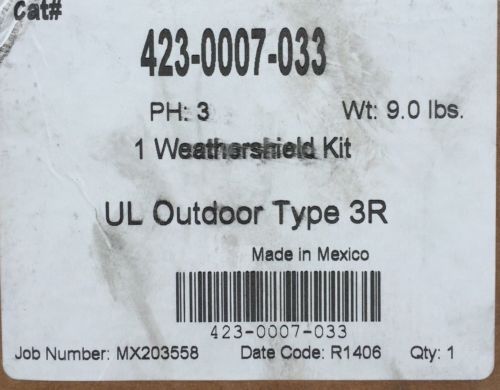 Cat#
423-0007-033
PH: 3 Wt: 9.0 lbs.
1 Weathershield Kit
UL Outdoor Type 3R
Made in Mexico
423-0007-033
Job Number: MX203558 Date Code: R1406 Qty: 1